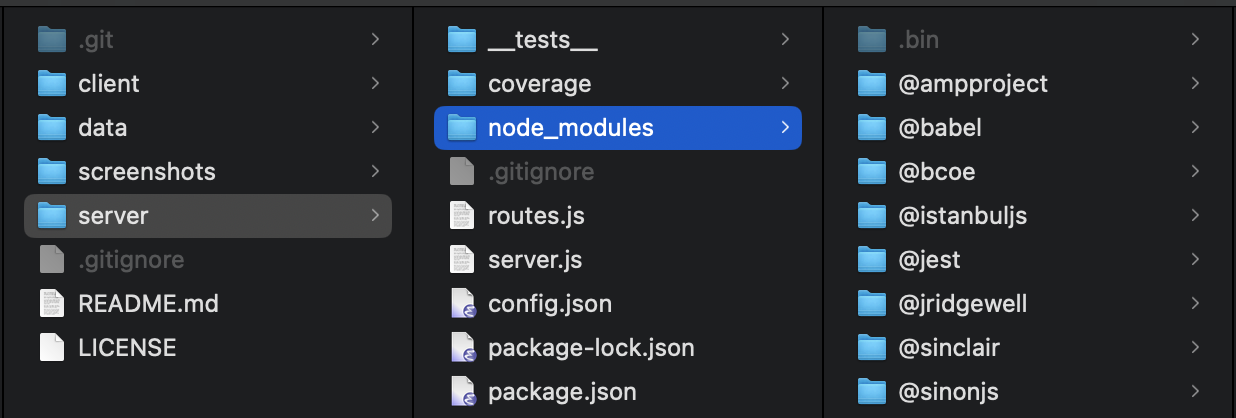 .git
client
data
screenshots
server
.gitignore
README.md
LICENSE
__tests__
coverage
node_modules
.gitignore
routes.js
server.js
config.json
package-lock.json
package.json
.bin
@ampproject
@babel
@bcoe
@istanbuljs
@jest
@jridgewell
@sinclair
@sinonjs